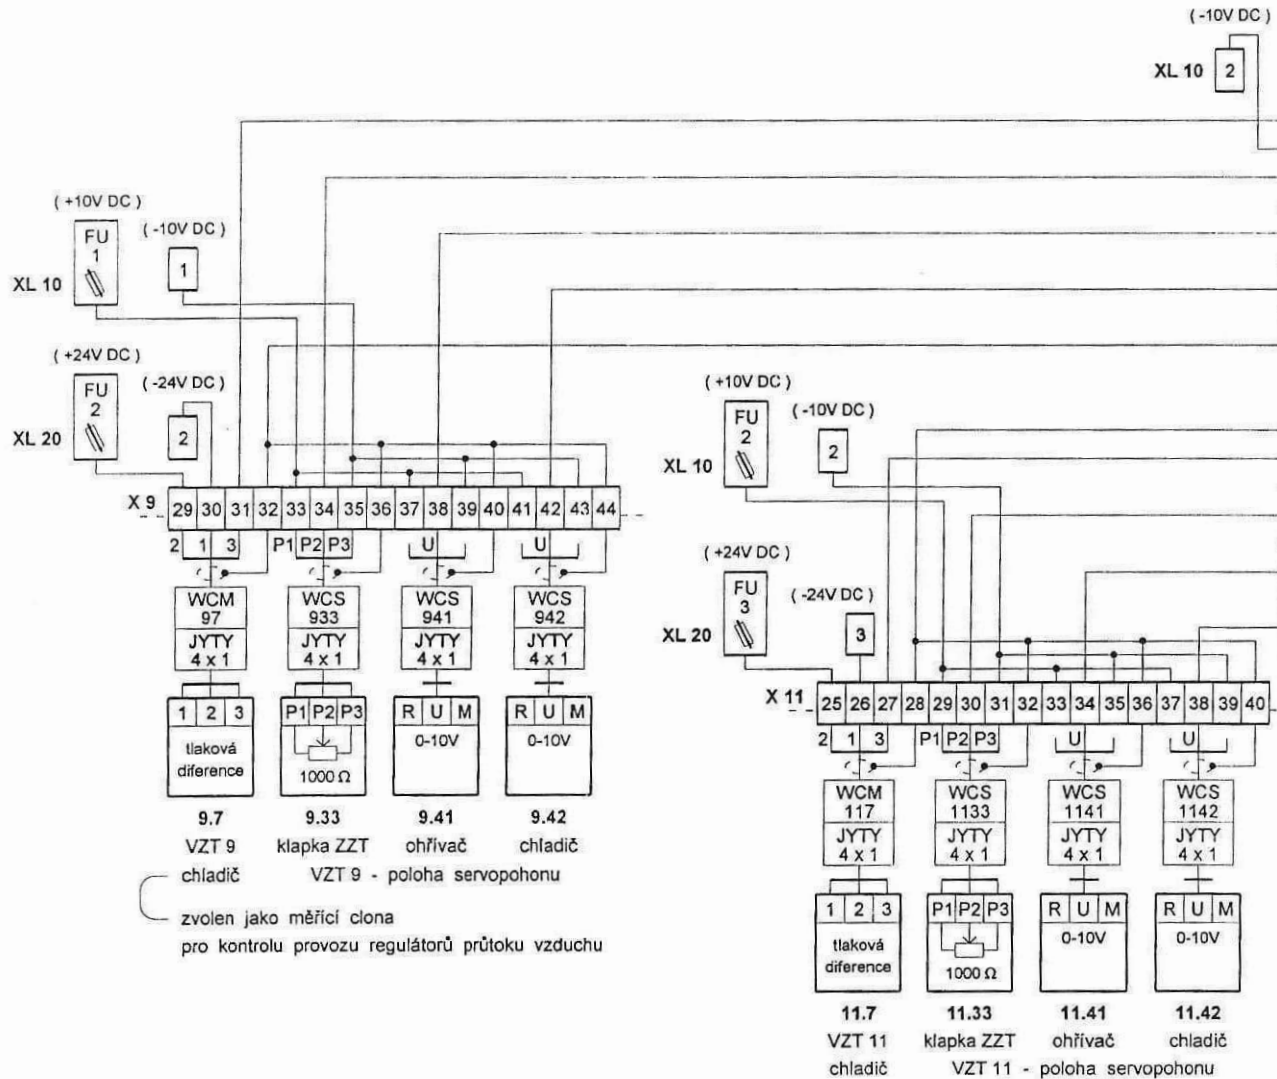 ( -10V DC )
XL 10 2
( +10V DC )
FU
1
( -10V DC )
1
XL 10
( +24V DC )
FU
2
( -24V DC )
2
XL 20
X 9 29 30 31 32 33 34 35 36 37 38 39 40 41 42 43 44
2 1 3 P1 P2 P3 U U
WCM
97
JYTY
4 x 1
WCS
933
JYTY
4 x 1
WCS
941
JYTY
4 x 1
WCS
942
JYTY
4 x 1
1 2 3
tlaková
diference
P1 P2 P3
1000 Ω
R U M
0-10V
R U M
0-10V
9.7 9.33 9.41 9.42
VZT 9 klapka ZZT ohřívač chladič
chladič VZT 9 - poloha servopohonu
zvolen jako měřící clona
pro kontrolu provozu regulátorů průtoku vzduchu
( +10V DC )
FU
2
( -10V DC )
2
XL 10
( +24V DC )
FU
3
( -24V DC )
3
XL 20
X 11 25 26 27 28 29 30 31 32 33 34 35 36 37 38 39 40
2 1 3 P1 P2 P3 U U
WCM
117
JYTY
4 x 1
WCS
1133
JYTY
4 x 1
WCS
1141
JYTY
4 x 1
WCS
1142
JYTY
4 x 1
1 2 3
tlaková
diference
P1 P2 P3
1000 Ω
R U M
0-10V
R U M
0-10V
11.7 11.33 11.41 11.42
VZT 11 klapka ZZT ohřívač chladič
chladič VZT 11 - poloha servopohonu